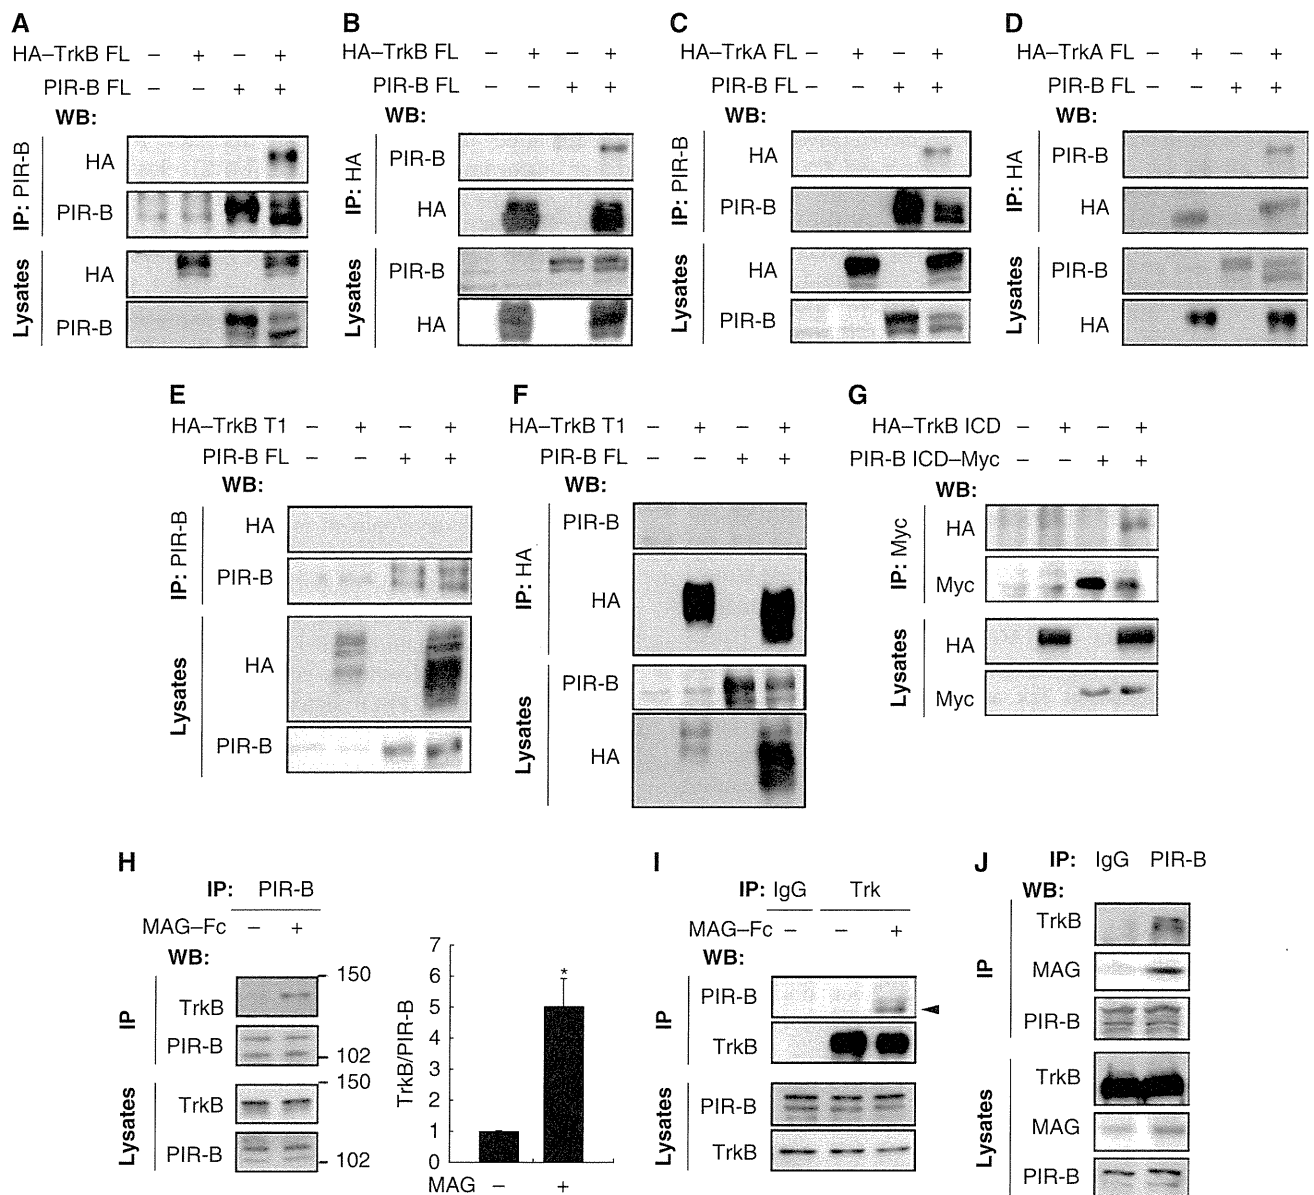 A
HA–TrkB FL – + – +
PIR-B FL – – + +
WB:
IP: PIR-B
HA
PIR-B
Lysates
HA
PIR-B
B
HA–TrkB FL – + – +
PIR-B FL – – + +
WB:
IP: HA
PIR-B
HA
Lysates
PIR-B
HA
C
HA–TrkA FL – + – +
PIR-B FL – – + +
WB:
IP: PIR-B
HA
PIR-B
Lysates
HA
PIR-B
D
HA–TrkA FL – + – +
PIR-B FL – – + +
WB:
IP: HA
PIR-B
HA
Lysates
PIR-B
HA
E
HA–TrkB T1 – + – +
PIR-B FL – – + +
WB:
IP: PIR-B
HA
PIR-B
Lysates
HA
PIR-B
F
HA–TrkB T1 – + – +
PIR-B FL – – + +
WB:
IP: HA
PIR-B
HA
Lysates
PIR-B
HA
G
HA–TrkB ICD – + – +
PIR-B ICD–Myc – – + +
WB:
IP: Myc
HA
Myc
Lysates
HA
Myc
H
IP: PIR-B
MAG–Fc – +
WB:
IP
TrkB
150
PIR-B
102
Lysates
TrkB
150
PIR-B
102
TrkB/PIR-B
7
6
5
4
3
2
1
0
*
MAG – +
I
IP: IgG Trk
MAG–Fc – – +
WB:
IP
PIR-B
TrkB
Lysates
PIR-B
TrkB
J
IP: IgG PIR-B
WB:
IP
TrkB
MAG
PIR-B
Lysates
TrkB
MAG
PIR-B